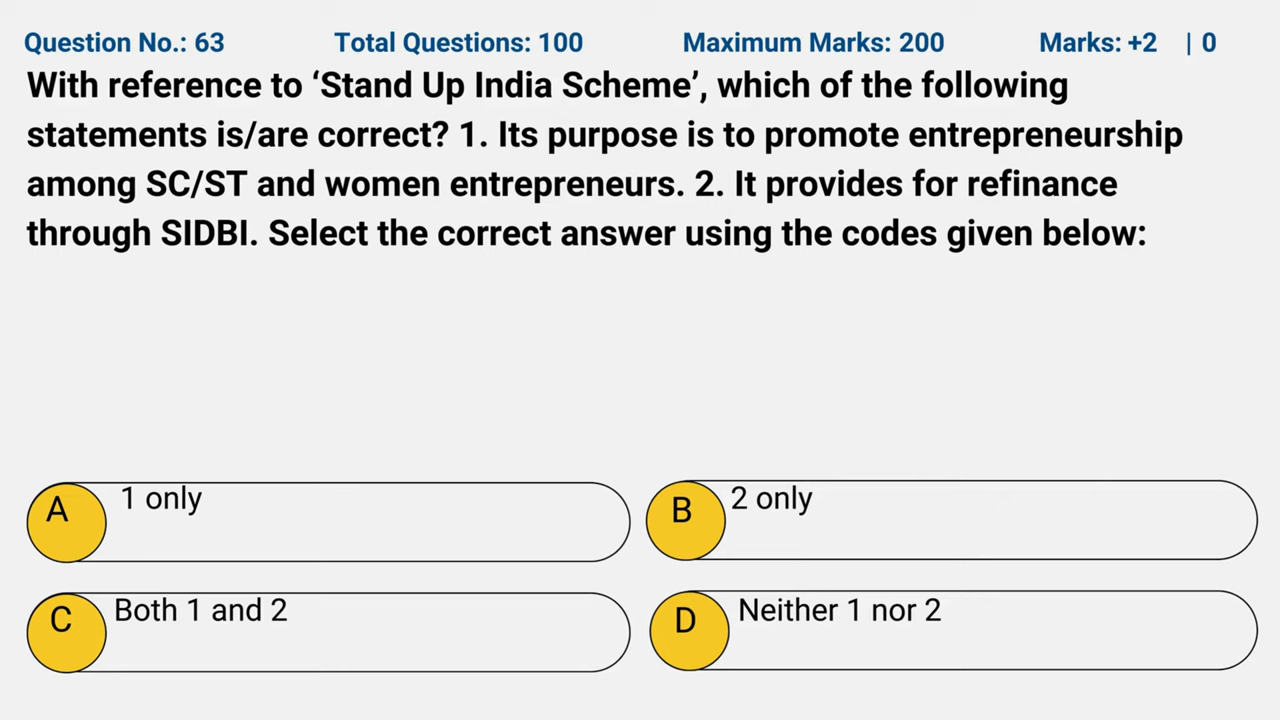 Question No.: 63 Total Questions: 100 Maximum Marks: 200 Marks: +2 | 0
With reference to ‘Stand Up India Scheme’, which of the following
statements is/are correct? 1. Its purpose is to promote entrepreneurship
among SC/ST and women entrepreneurs. 2. It provides for refinance
through SIDBI. Select the correct answer using the codes given below:
A 1 only
B 2 only
C Both 1 and 2
D Neither 1 nor 2